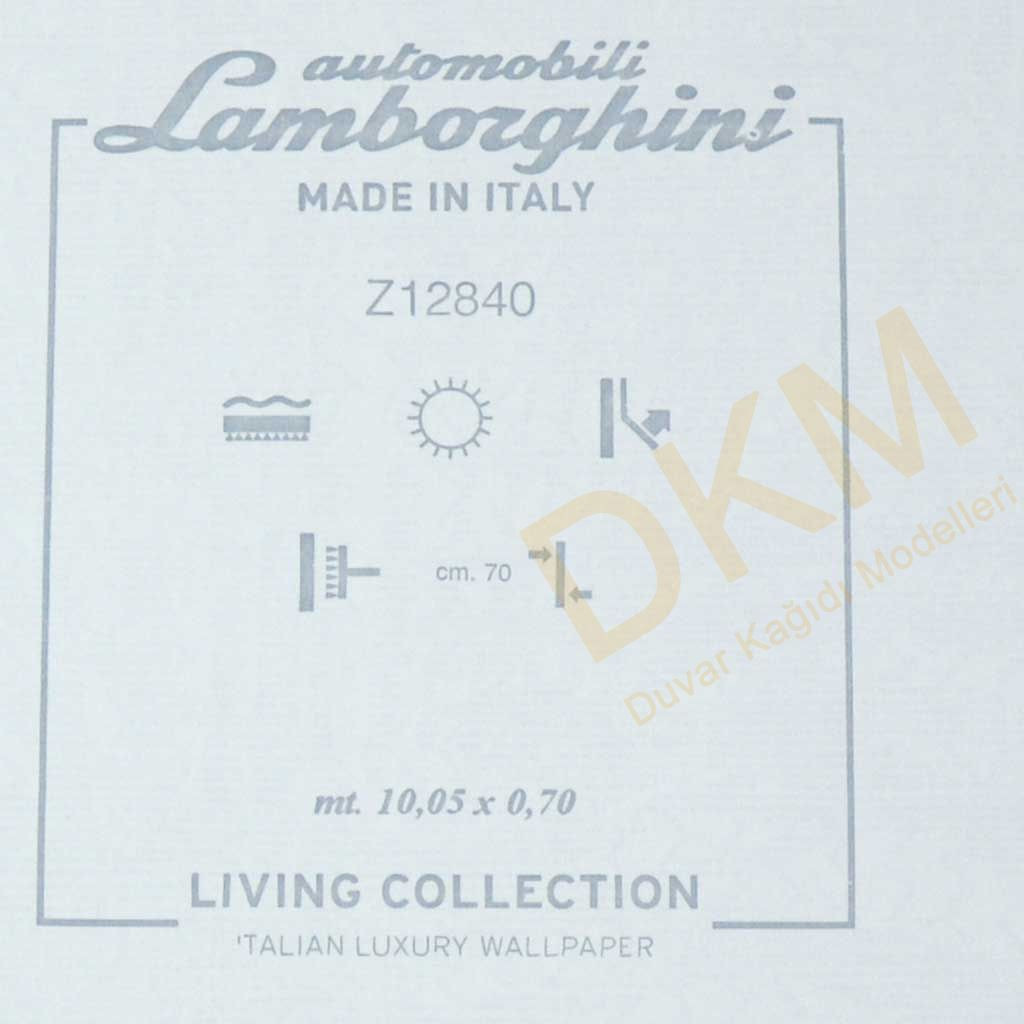 automobili
Lamborghini
MADE IN ITALY
Z12840
cm. 70
DKM
Duvar Kağıdı Modelleri
mt. 10,05 x 0,70
LIVING COLLECTION
'TALIAN LUXURY WALLPAPER